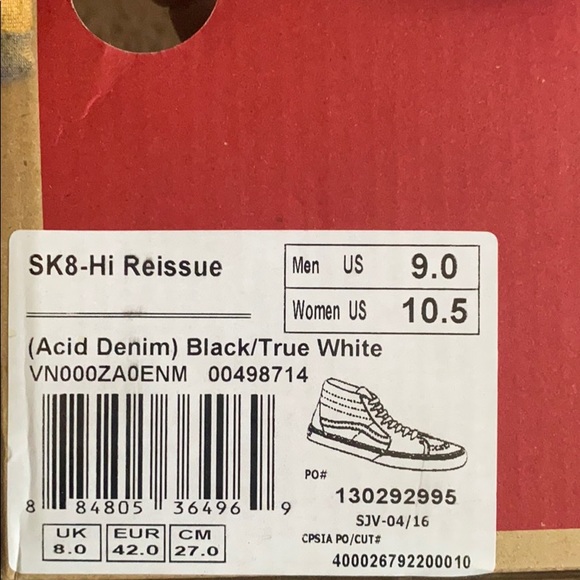 SK8-Hi Reissue
Men US 9.0
Women US 10.5
(Acid Denim) Black/True White
VN000ZA0ENM 00498714
8 84805 36496 9
PO#
130292995
SJV-04/16
CPSIA PO/CUT#
400026792200010
UK 8.0
EUR 42.0
CM 27.0